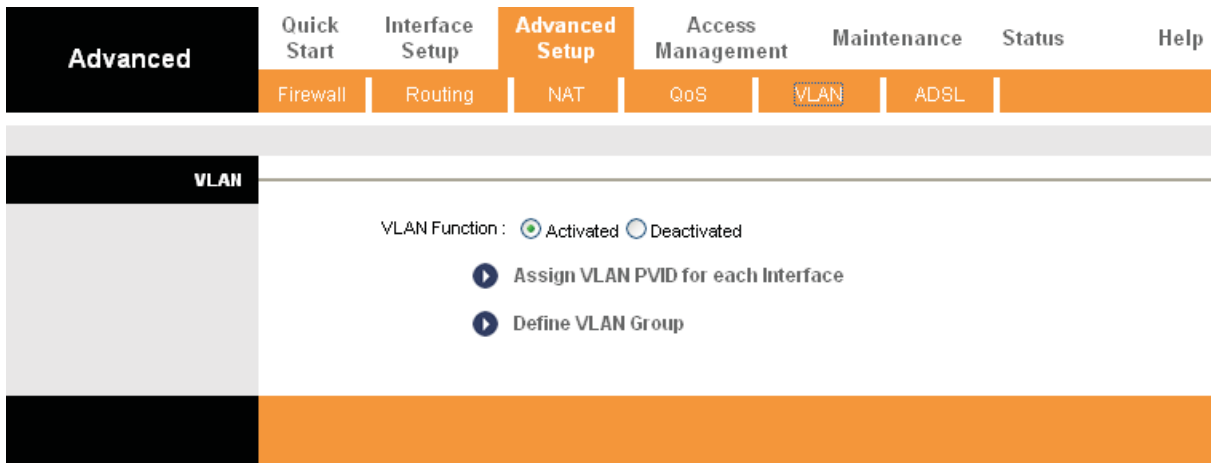 Advanced
Quick Start
Interface Setup
Advanced Setup
Access Management
Maintenance
Status
Help
Firewall
Routing
NAT
QoS
VLAN
ADSL
VLAN
VLAN Function : Activated Deactivated
Assign VLAN PVID for each Interface
Define VLAN Group